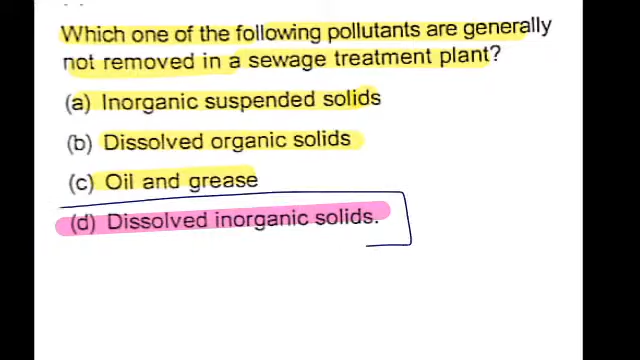 Which one of the following pollutants are generally
not removed in a sewage treatment plant?
(a) Inorganic suspended solids
(b) Dissolved organic solids
(c) Oil and grease
(d) Dissolved inorganic solids.